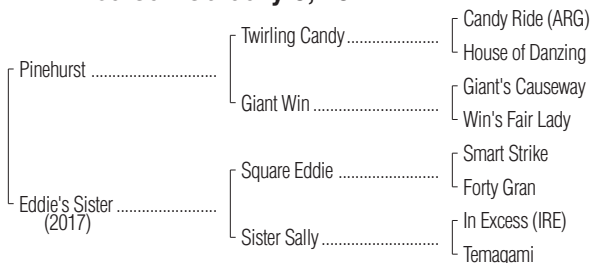 Candy Ride (ARG)
Twirling Candy
House of Danzing
Pinehurst
Giant's Causeway
Giant Win
Win's Fair Lady
Smart Strike
Square Eddie
Forty Gran
Eddie's Sister
(2017)
In Excess (IRE)
Sister Sally
Temagami